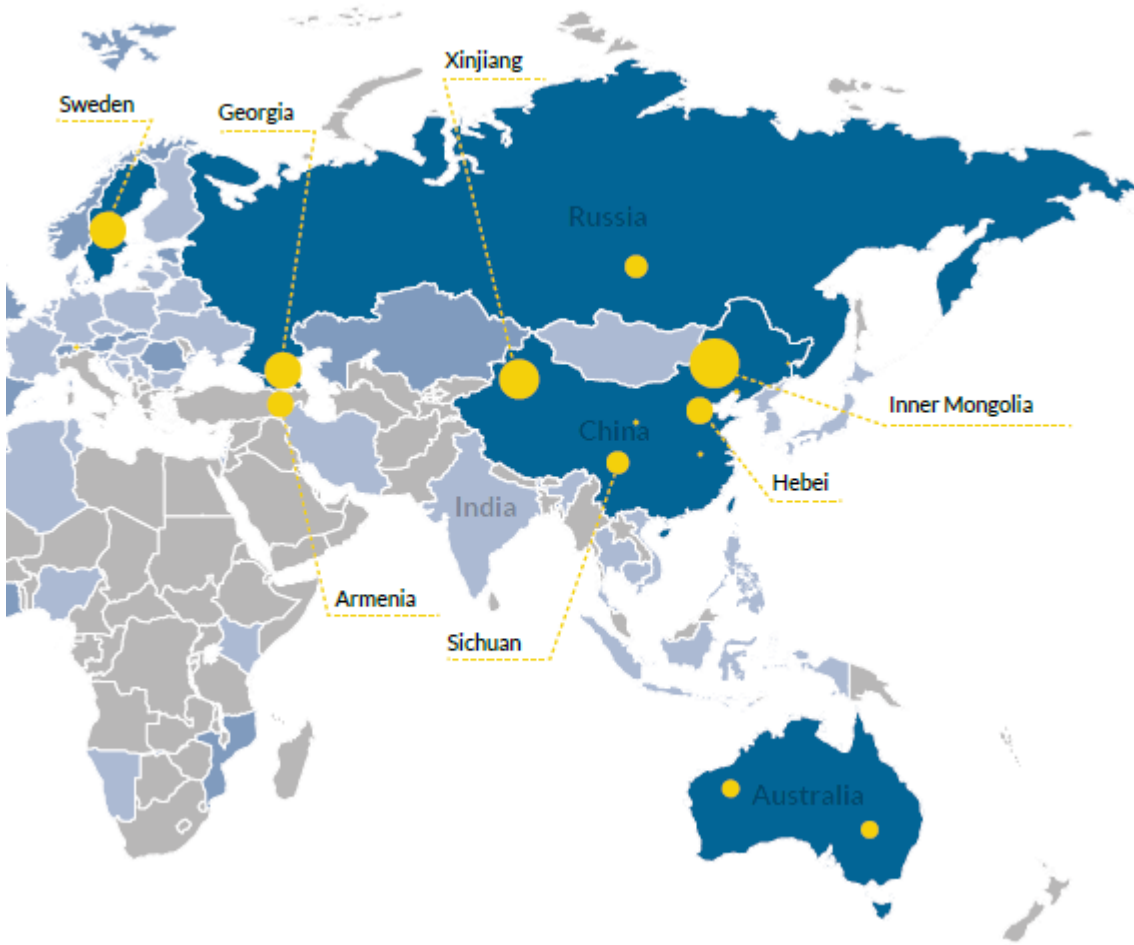 Xinjiang
Sweden
Georgia
Russia
Inner Mongolia
China
Hebei
India
Armenia
Sichuan
Australia